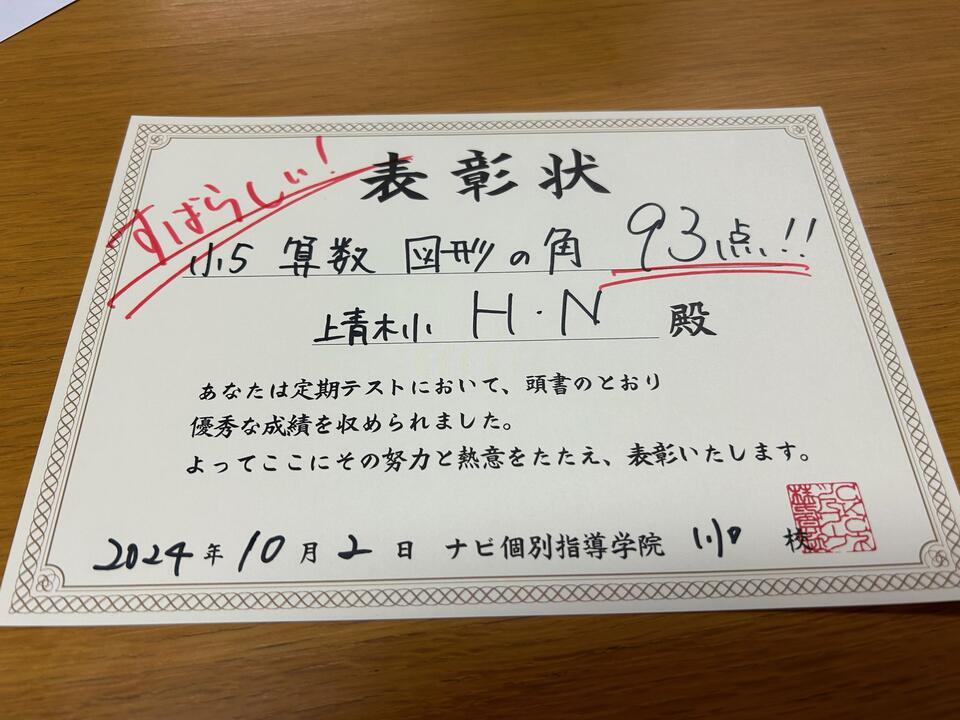 すばらしい!
表彰状
小5 算数 図形の角 93点!!
上青木小 H・N 殿
あなたは定期テストにおいて、頭書のとおり
優秀な成績を収められました。
よってここにその努力と熱意をたたえ、表彰いたします。
2024年10月2日 ナビ個別指導学院 川口 校